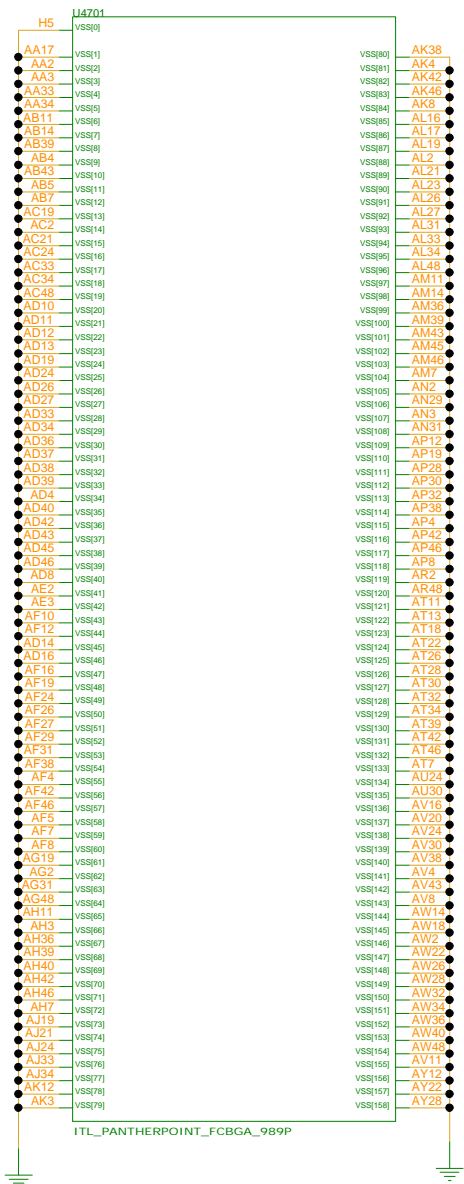 U4701
H5 VSS[0]
AA17 VSS[1] VSS[80] AK38
AA2 VSS[2] VSS[81] AK4
AA3 VSS[3] VSS[82] AK42
AA33 VSS[4] VSS[83] AK46
AA34 VSS[5] VSS[84] AK8
AB11 VSS[6] VSS[85] AL16
AB14 VSS[7] VSS[86] AL17
AB39 VSS[8] VSS[87] AL19
AB4 VSS[9] VSS[88] AL2
AB43 VSS[10] VSS[89] AL21
AB5 VSS[11] VSS[90] AL23
AB7 VSS[12] VSS[91] AL26
AC19 VSS[13] VSS[92] AL27
AC2 VSS[14] VSS[93] AL31
AC21 VSS[15] VSS[94] AL33
AC24 VSS[16] VSS[95] AL34
AC33 VSS[17] VSS[96] AL48
AC34 VSS[18] VSS[97] AM11
AC48 VSS[19] VSS[98] AM14
AD10 VSS[20] VSS[99] AM36
AD11 VSS[21] VSS[100] AM39
AD12 VSS[22] VSS[101] AM43
AD13 VSS[23] VSS[102] AM45
AD19 VSS[24] VSS[103] AM46
AD24 VSS[25] VSS[104] AM7
AD26 VSS[26] VSS[105] AN2
AD27 VSS[27] VSS[106] AN29
AD33 VSS[28] VSS[107] AN3
AD34 VSS[29] VSS[108] AN31
AD36 VSS[30] VSS[109] AP12
AD37 VSS[31] VSS[110] AP19
AD38 VSS[32] VSS[111] AP28
AD39 VSS[33] VSS[112] AP30
AD4 VSS[34] VSS[113] AP32
AD40 VSS[35] VSS[114] AP38
AD42 VSS[36] VSS[115] AP4
AD43 VSS[37] VSS[116] AP42
AD45 VSS[38] VSS[117] AP46
AD46 VSS[39] VSS[118] AP8
AD8 VSS[40] VSS[119] AR2
AE2 VSS[41] VSS[120] AR48
AE3 VSS[42] VSS[121] AT11
AF10 VSS[43] VSS[122] AT13
AF12 VSS[44] VSS[123] AT18
AD14 VSS[45] VSS[124] AT22
AD16 VSS[46] VSS[125] AT26
AF16 VSS[47] VSS[126] AT28
AF19 VSS[48] VSS[127] AT30
AF24 VSS[49] VSS[128] AT32
AF26 VSS[50] VSS[129] AT34
AF27 VSS[51] VSS[130] AT39
AF29 VSS[52] VSS[131] AT42
AF31 VSS[53] VSS[132] AT46
AF38 VSS[54] VSS[133] AT7
AF4 VSS[55] VSS[134] AU24
AF42 VSS[56] VSS[135] AU30
AF46 VSS[57] VSS[136] AV16
AF5 VSS[58] VSS[137] AV20
AF7 VSS[59] VSS[138] AV24
AF8 VSS[60] VSS[139] AV30
AG19 VSS[61] VSS[140] AV38
AG2 VSS[62] VSS[141] AV4
AG31 VSS[63] VSS[142] AV43
AG48 VSS[64] VSS[143] AV8
AH11 VSS[65] VSS[144] AW14
AH3 VSS[66] VSS[145] AW18
AH36 VSS[67] VSS[146] AW2
AH39 VSS[68] VSS[147] AW22
AH40 VSS[69] VSS[148] AW26
AH42 VSS[70] VSS[149] AW28
AH46 VSS[71] VSS[150] AW32
AH7 VSS[72] VSS[151] AW34
AJ19 VSS[73] VSS[152] AW36
AJ21 VSS[74] VSS[153] AW40
AJ24 VSS[75] VSS[154] AW48
AJ33 VSS[76] VSS[155] AV11
AJ34 VSS[77] VSS[156] AY12
AK12 VSS[78] VSS[157] AY22
AK3 VSS[79] VSS[158] AY28
ITL_PANTHERPOINT_FCBGA_989P